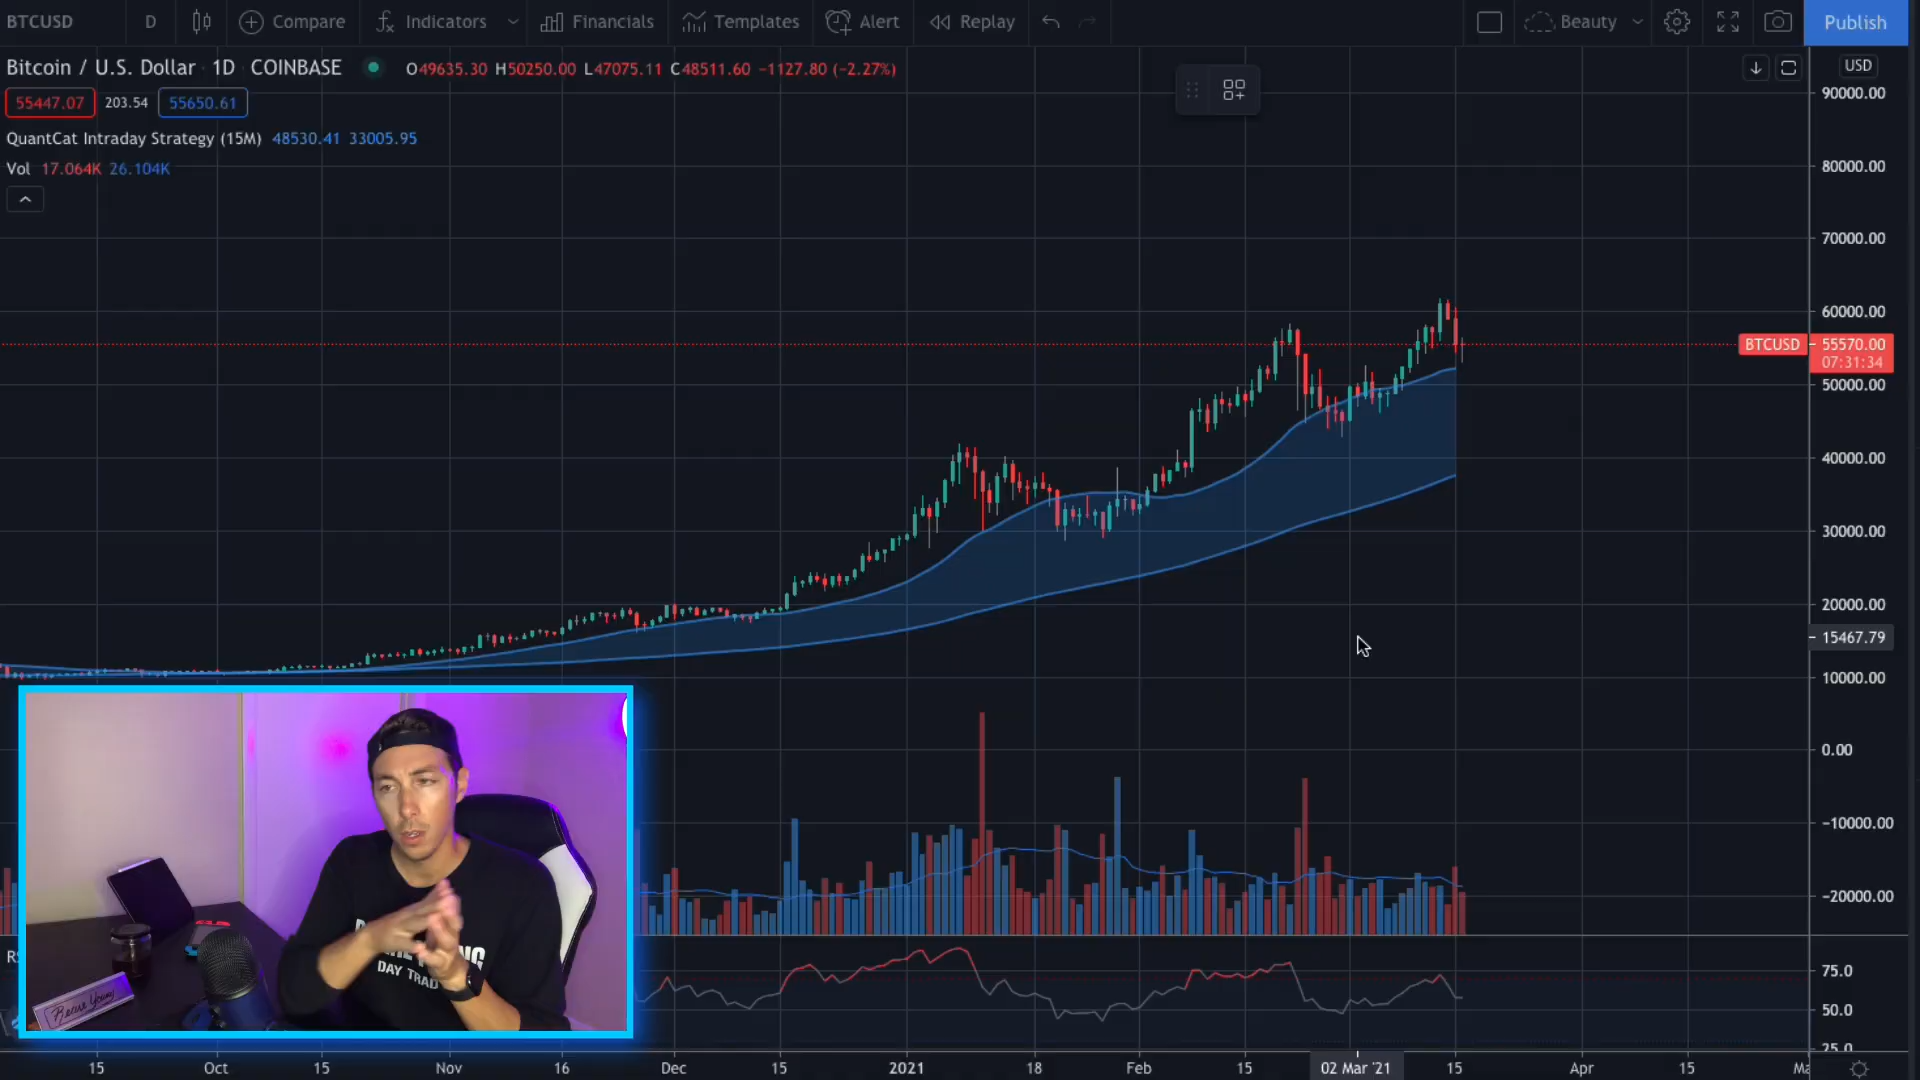 BTCUSD D Compare Indicators Financials Templates Alert Replay Beauty Publish
Bitcoin / U.S. Dollar 1D COINBASE O49635.30 H50250.00 L47075.11 C48511.60 −1127.80 (−2.27%) USD
55447.07 203.54 55650.61
QuantCat Intraday Strategy (15M) 48530.41 33005.95
Vol 17.064K 26.104K
90000.00
80000.00
70000.00
60000.00
BTCUSD 55570.00
07:31:34
50000.00
40000.00
30000.00
20000.00
15467.79
10000.00
0.00
−10000.00
−20000.00
75.0
50.0
25.0
DAY TRAD
15 Oct 15 Nov 16 Dec 15 2021 18 Feb 15 02 Mar '21 15 Apr 15